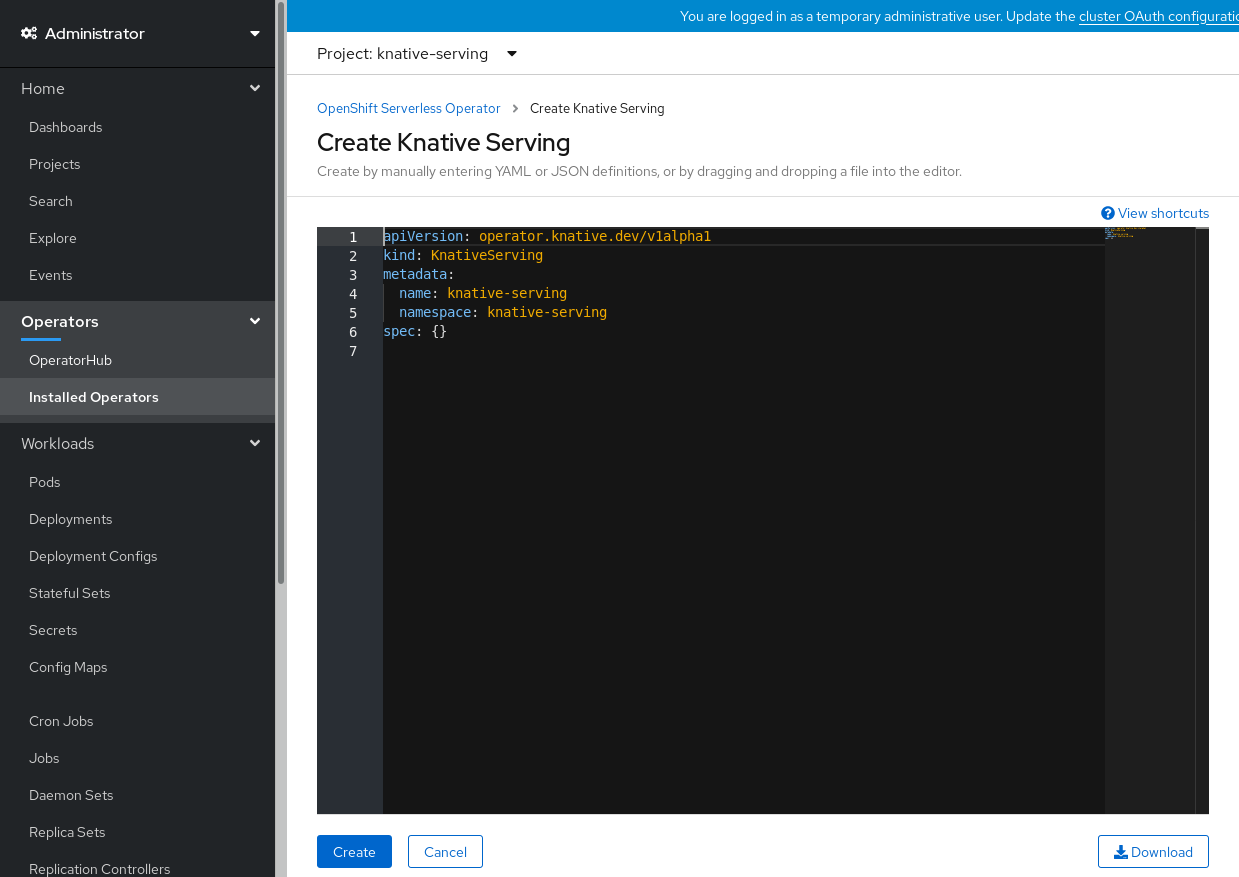 Administrator
Home
Dashboards
Projects
Search
Explore
Events
Operators
OperatorHub
Installed Operators
Workloads
Pods
Deployments
Deployment Configs
Stateful Sets
Secrets
Config Maps
Cron Jobs
Jobs
Daemon Sets
Replica Sets
Replication Controllers
You are logged in as a temporary administrative user. Update the cluster OAuth configuratio
Project: knative-serving
OpenShift Serverless Operator > Create Knative Serving
Create Knative Serving
Create by manually entering YAML or JSON definitions, or by dragging and dropping a file into the editor.
View shortcuts
1 apiVersion: operator.knative.dev/v1alpha1
2 kind: KnativeServing
3 metadata:
4   name: knative-serving
5   namespace: knative-serving
6 spec: {}
7
Create Cancel Download